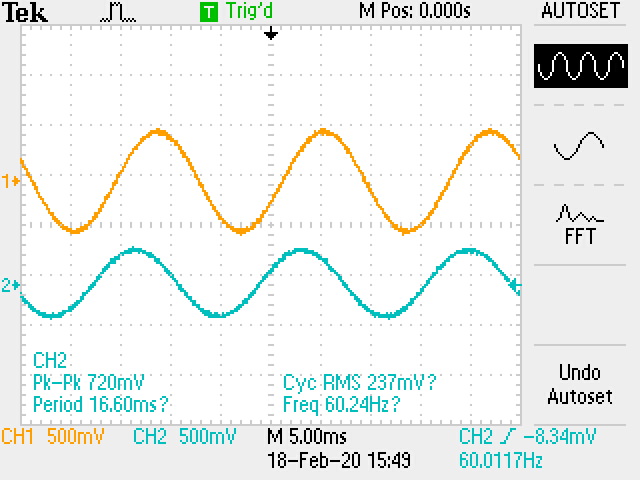 Tek T Trig'd M Pos: 0.000s AUTOSET
1
FFT
2
CH2
Pk-Pk 720mV Cyc RMS 237mV?
Period 16.60ms? Freq 60.24Hz?
Undo
Autoset
CH1 500mV CH2 500mV M 5.00ms CH2 -8.34mV
18-Feb-20 15:49 60.0117Hz